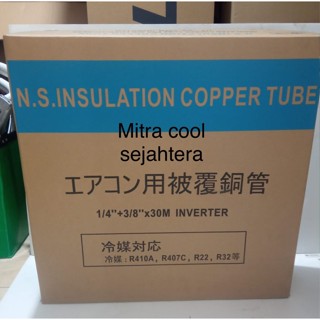 N.S.INSULATION COPPER TUBE
Mitra cool
sejahtera
エアコン用被覆銅管
1/4"+3/8"x30M INVERTER
冷媒対応
冷媒：R410A, R407C, R22, R32等